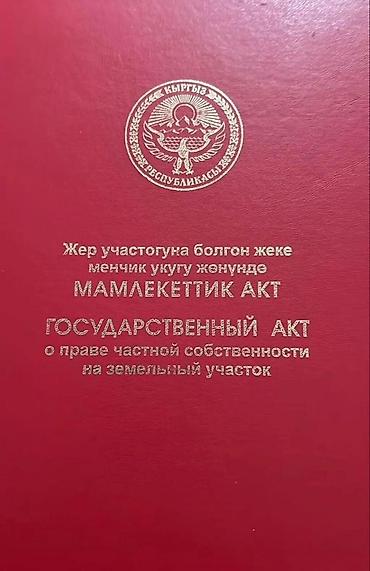 КЫРГЫЗ
РЕСПУБЛИКАСЫ
Жер участогуна болгон жеке
менчик укугу жөнүндө
МАМЛЕКЕТТИК АКТ
ГОСУДАРСТВЕННЫЙ АКТ
о праве частной собственности
на земельный участок